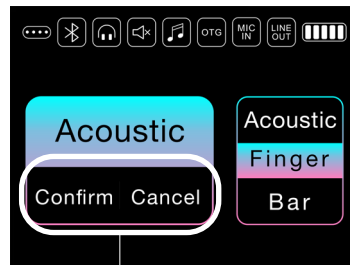 OTG
MIC
IN
LINE
OUT
Acoustic
Confirm Cancel
Acoustic
Finger
Bar